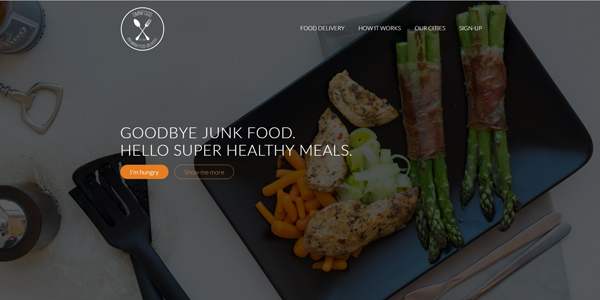 FOOD DELIVERY HOW IT WORKS OUR CITIES SIGN UP
GOODBYE JUNK FOOD.
HELLO SUPER HEALTHY MEALS.
I'm hungry Show me more